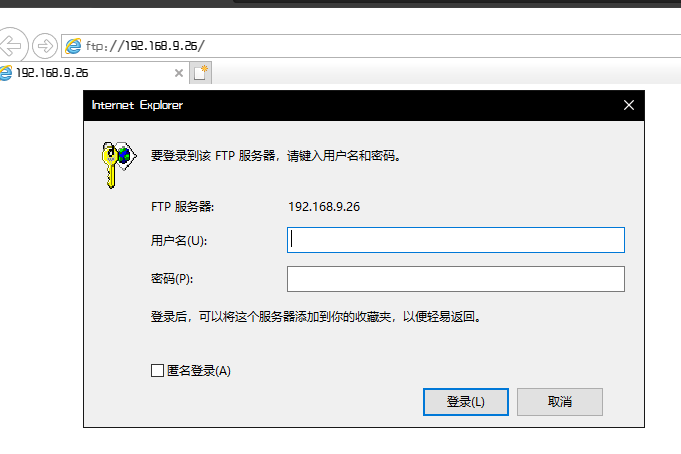 ftp://192.168.9.26/
192.168.9.26
Internet Explorer
要登录到该 FTP 服务器，请键入用户名和密码。
FTP 服务器: 192.168.9.26
用户名(U):
密码(P):
登录后，可以将这个服务器添加到你的收藏夹，以便轻易返回。
匿名登录(A)
登录(L) 取消